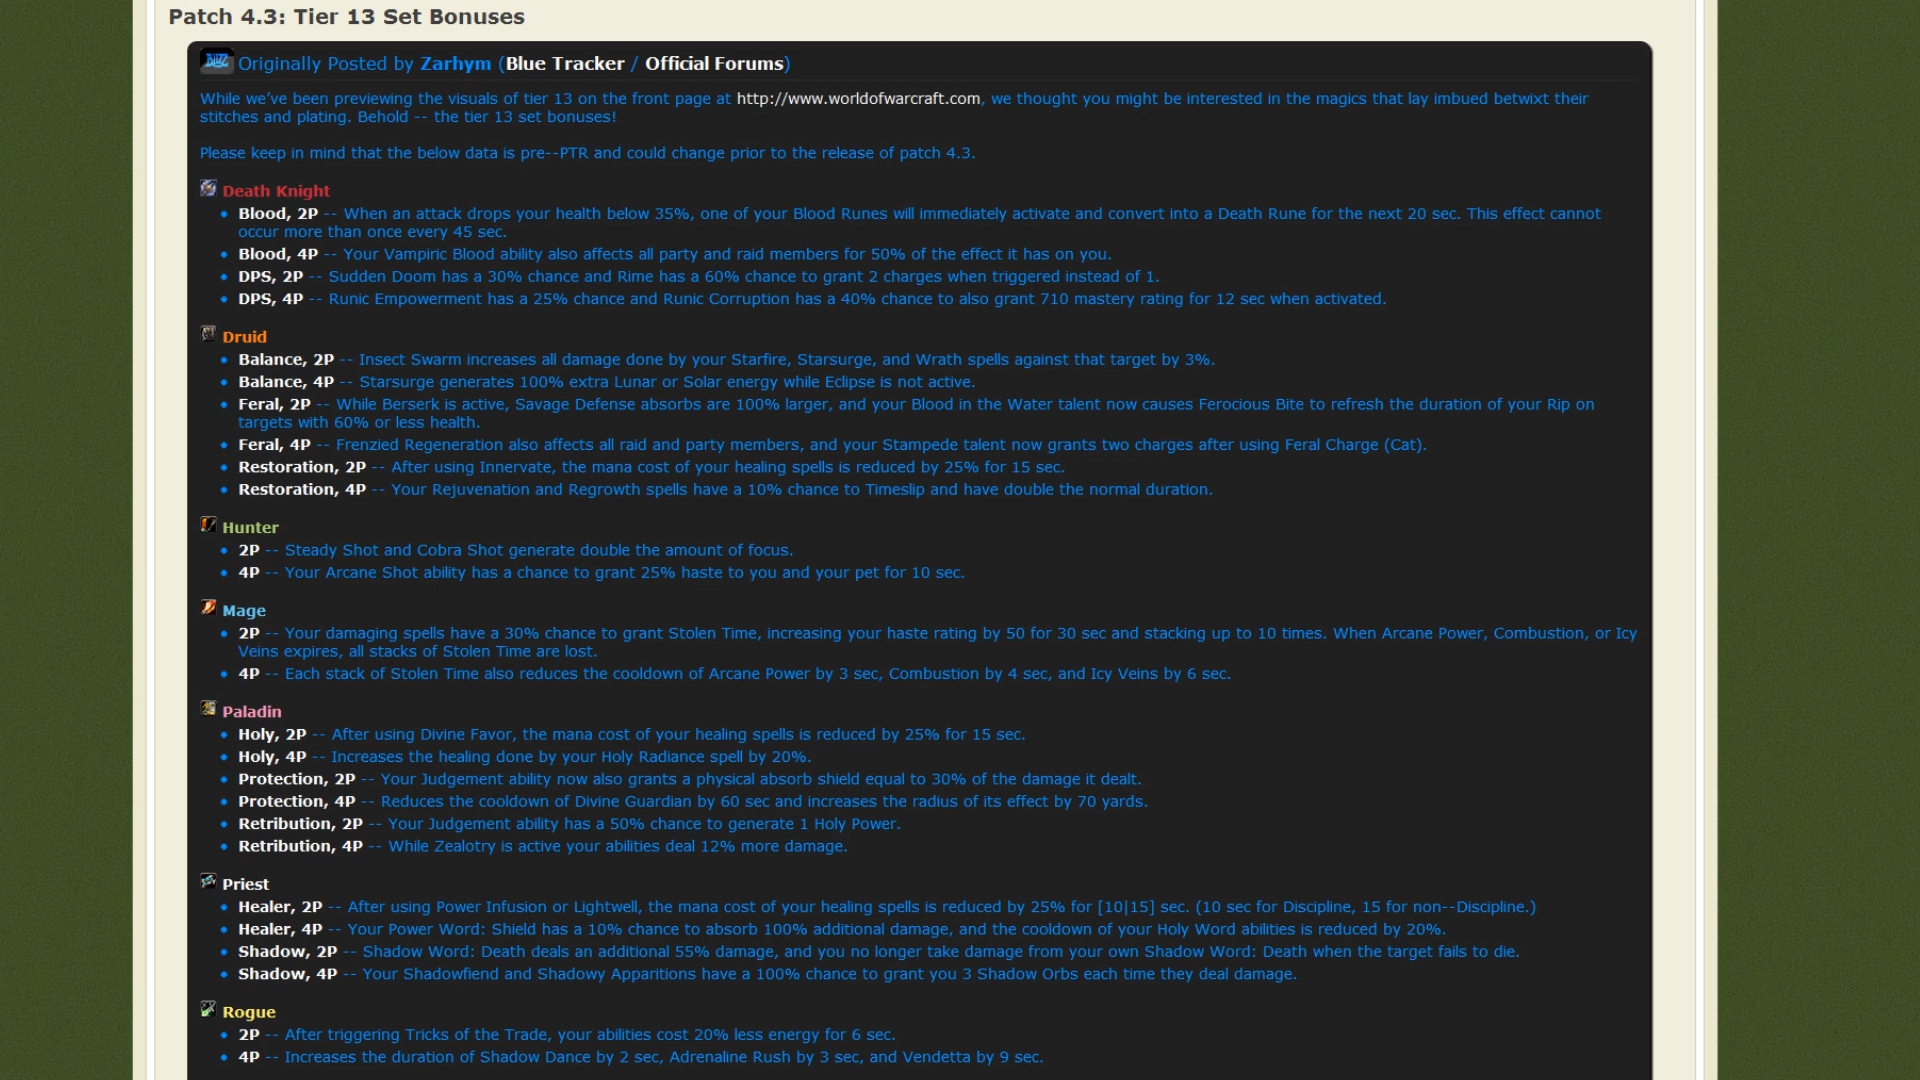 Patch 4.3: Tier 13 Set Bonuses
BLIZZ Originally Posted by Zarhym (Blue Tracker / Official Forums)
While we've been previewing the visuals of tier 13 on the front page at http://www.worldofwarcraft.com, we thought you might be interested in the magics that lay imbued betwixt their
stitches and plating. Behold -- the tier 13 set bonuses!
Please keep in mind that the below data is pre--PTR and could change prior to the release of patch 4.3.
Death Knight
Blood, 2P -- When an attack drops your health below 35%, one of your Blood Runes will immediately activate and convert into a Death Rune for the next 20 sec. This effect cannot
occur more than once every 45 sec.
Blood, 4P -- Your Vampiric Blood ability also affects all party and raid members for 50% of the effect it has on you.
DPS, 2P -- Sudden Doom has a 30% chance and Rime has a 60% chance to grant 2 charges when triggered instead of 1.
DPS, 4P -- Runic Empowerment has a 25% chance and Runic Corruption has a 40% chance to also grant 710 mastery rating for 12 sec when activated.
Druid
Balance, 2P -- Insect Swarm increases all damage done by your Starfire, Starsurge, and Wrath spells against that target by 3%.
Balance, 4P -- Starsurge generates 100% extra Lunar or Solar energy while Eclipse is not active.
Feral, 2P -- While Berserk is active, Savage Defense absorbs are 100% larger, and your Blood in the Water talent now causes Ferocious Bite to refresh the duration of your Rip on
targets with 60% or less health.
Feral, 4P -- Frenzied Regeneration also affects all raid and party members, and your Stampede talent now grants two charges after using Feral Charge (Cat).
Restoration, 2P -- After using Innervate, the mana cost of your healing spells is reduced by 25% for 15 sec.
Restoration, 4P -- Your Rejuvenation and Regrowth spells have a 10% chance to Timeslip and have double the normal duration.
Hunter
2P -- Steady Shot and Cobra Shot generate double the amount of focus.
4P -- Your Arcane Shot ability has a chance to grant 25% haste to you and your pet for 10 sec.
Mage
2P -- Your damaging spells have a 30% chance to grant Stolen Time, increasing your haste rating by 50 for 30 sec and stacking up to 10 times. When Arcane Power, Combustion, or Icy
Veins expires, all stacks of Stolen Time are lost.
4P -- Each stack of Stolen Time also reduces the cooldown of Arcane Power by 3 sec, Combustion by 4 sec, and Icy Veins by 6 sec.
Paladin
Holy, 2P -- After using Divine Favor, the mana cost of your healing spells is reduced by 25% for 15 sec.
Holy, 4P -- Increases the healing done by your Holy Radiance spell by 20%.
Protection, 2P -- Your Judgement ability now also grants a physical absorb shield equal to 30% of the damage it dealt.
Protection, 4P -- Reduces the cooldown of Divine Guardian by 60 sec and increases the radius of its effect by 70 yards.
Retribution, 2P -- Your Judgement ability has a 50% chance to generate 1 Holy Power.
Retribution, 4P -- While Zealotry is active your abilities deal 12% more damage.
Priest
Healer, 2P -- After using Power Infusion or Lightwell, the mana cost of your healing spells is reduced by 25% for [10|15] sec. (10 sec for Discipline, 15 for non--Discipline.)
Healer, 4P -- Your Power Word: Shield has a 10% chance to absorb 100% additional damage, and the cooldown of your Holy Word abilities is reduced by 20%.
Shadow, 2P -- Shadow Word: Death deals an additional 55% damage, and you no longer take damage from your own Shadow Word: Death when the target fails to die.
Shadow, 4P -- Your Shadowfiend and Shadowy Apparitions have a 100% chance to grant you 3 Shadow Orbs each time they deal damage.
Rogue
2P -- After triggering Tricks of the Trade, your abilities cost 20% less energy for 6 sec.
4P -- Increases the duration of Shadow Dance by 2 sec, Adrenaline Rush by 3 sec, and Vendetta by 9 sec.